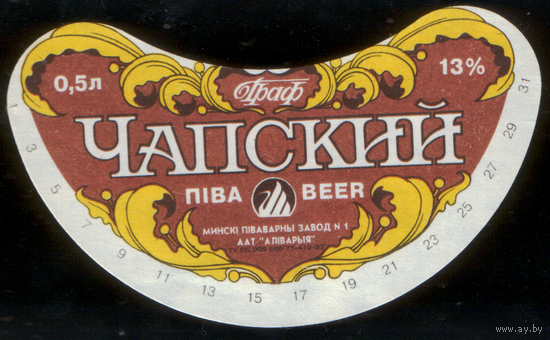 Граф
0,5л
13%
ЧАПСКИЙ
ПІВА BEER
МИНСКІ ПІВАВАРНЫ ЗАВОД N 1
ААТ "АЛІВАРЫЯ"
1 3 5 7 9 11 13 15 17 19 21 23 25 27 29 31
www.ay.by